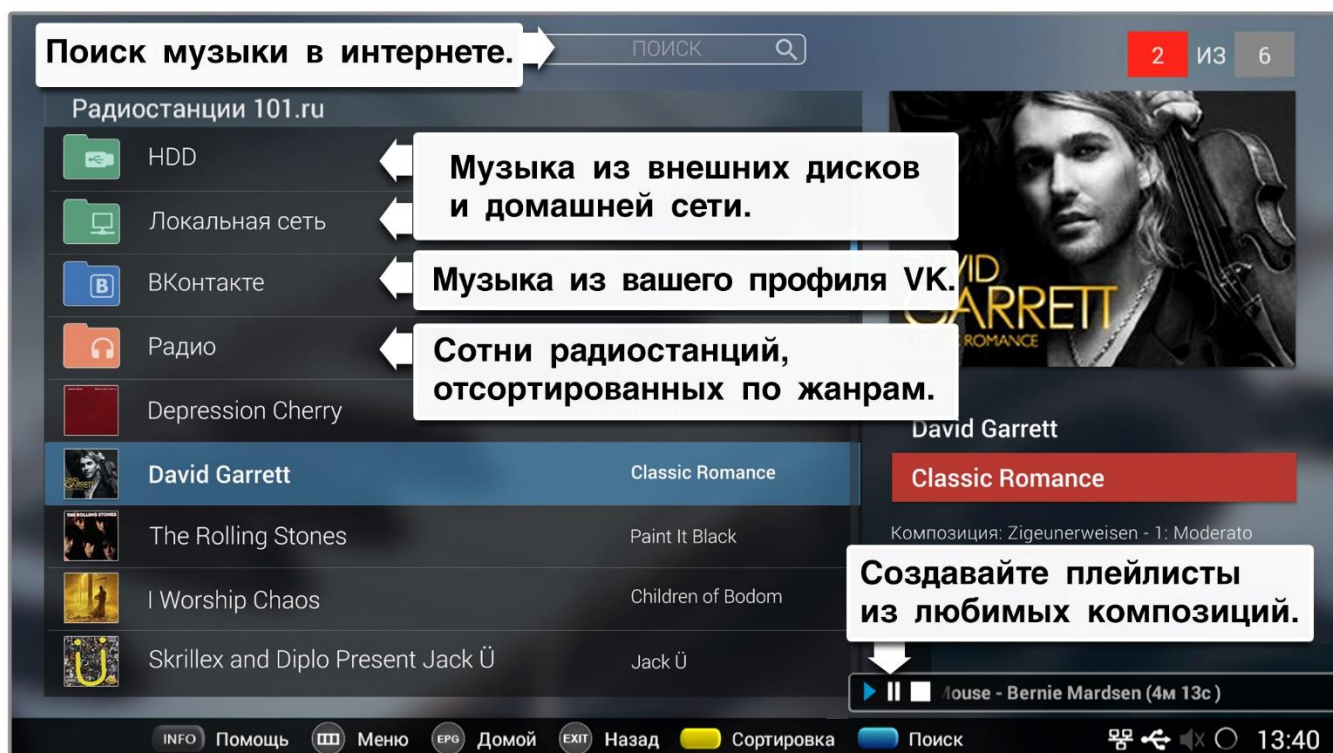 Поиск музыки в интернете.
ПОИСК
2 ИЗ 6
Радиостанции 101.ru
HDD
Музыка из внешних дисков
и домашней сети.
Локальная сеть
ВКонтакте
Музыка из вашего профиля VK.
Радио
Сотни радиостанций,
отсортированных по жанрам.
GARRETT
ROMANCE
Depression Cherry
David Garrett
David Garrett
Classic Romance
Classic Romance
The Rolling Stones
Paint It Black
Композиция: Zigeunerweisen - 1: Moderato
Создавайте плейлисты
из любимых композиций.
I Worship Chaos
Children of Bodom
Skrillex and Diplo Present Jack Ü
Jack Ü
ouse - Bernie Mardsen (4м 13с)
INFO Помощь Меню EPG Домой EXIT Назад Сортировка Поиск 13:40